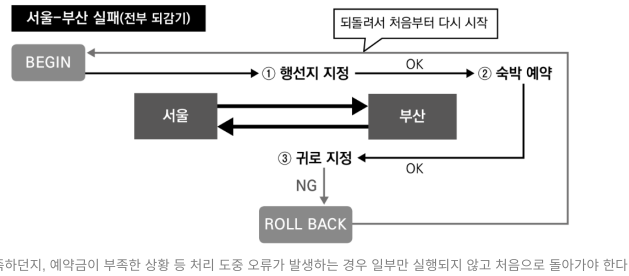 서울-부산 실패(전부 되감기)
되돌려서 처음부터 다시 시작
BEGIN
① 행선지 지정
OK
② 숙박 예약
서울
부산
③ 귀로 지정
OK
NG
ROLL BACK
족하던지, 예약금이 부족한 상황 등 처리 도중 오류가 발생하는 경우 일부만 실행되지 않고 처음으로 돌아가야 한다